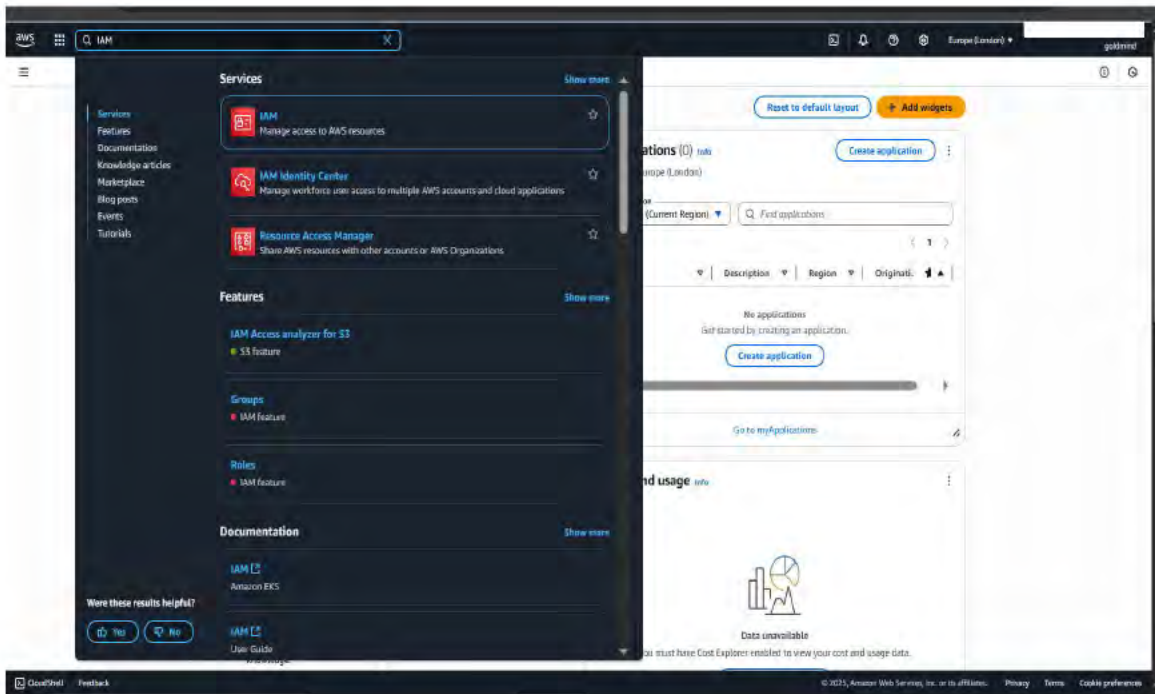 aws
IAM
Europe (London)
goldmind
Services
Features
Documentation
Knowledge articles
Marketplace
Blog posts
Events
Tutorials
Were these results helpful?
Yes
No
Services
Show more
IAM
Manage access to AWS resources
IAM Identity Center
Manage workforce user access to multiple AWS accounts and cloud applications
Resource Access Manager
Share AWS resources with other accounts or AWS Organizations
Features
Show more
IAM Access analyzer for S3
S3 feature
Groups
IAM feature
Roles
IAM feature
Documentation
Show more
IAM
Amazon EKS
IAM
User Guide
Reset to default layout
+ Add widgets
ations (0) Info
Create application
urope (London)
(Current Region)
Find applications
1
Description
Region
Originati.
No applications
Get started by creating an application.
Create application
Go to myApplications
nd usage Info
Data unavailable
ou must have Cost Explorer enabled to view your cost and usage data.
CloudShell Feedback
© 2025, Amazon Web Services, Inc. or its affiliates. Privacy Terms Cookie preferences